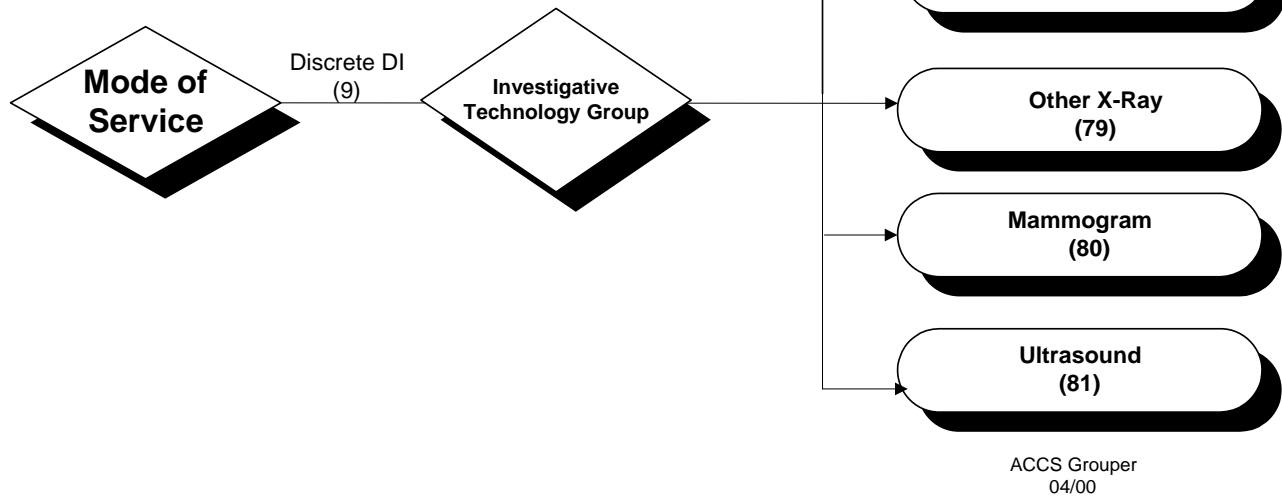 Mode of
Service
Discrete DI
(9)
Investigative
Technology Group
Other X-Ray
(79)
Mammogram
(80)
Ultrasound
(81)
ACCS Grouper
04/00